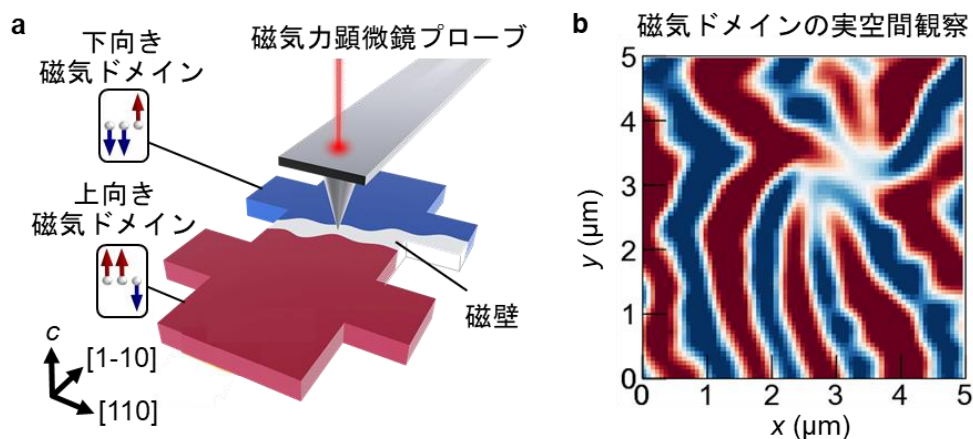 a
下向き
磁気ドメイン
磁気力顕微鏡プローブ
上向き
磁気ドメイン
磁壁
c
[1-10]
[110]
b
磁気ドメインの実空間観察
5
4
3
2
1
0
y (μm)
0 1 2 3 4 5
x (μm)